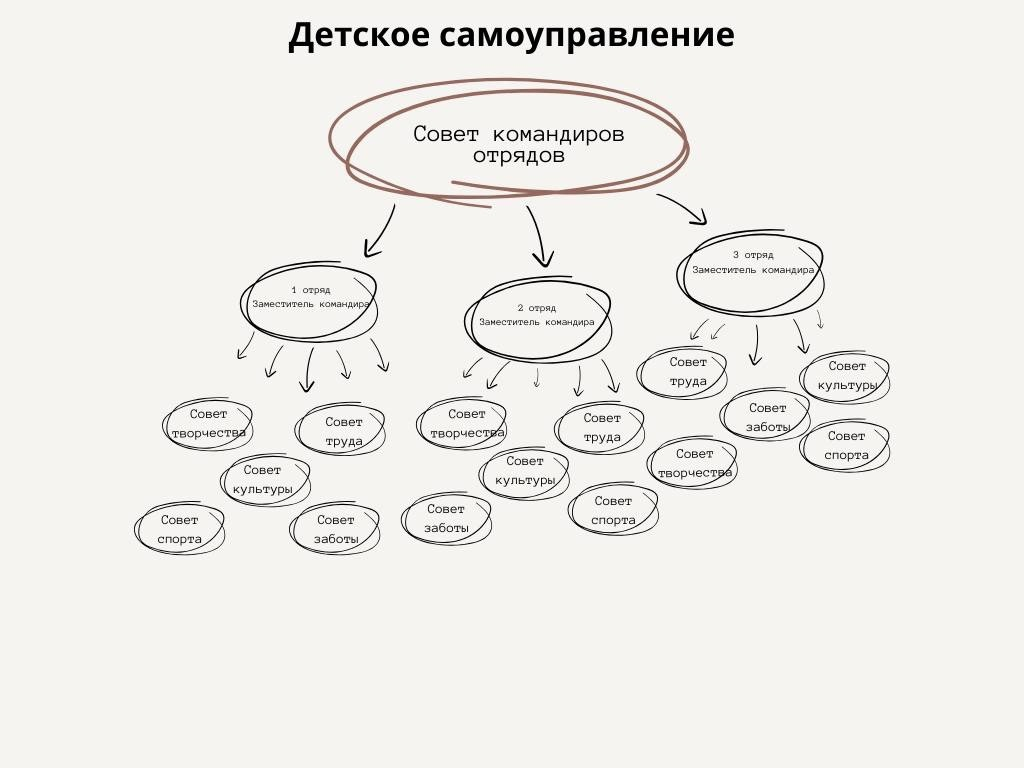 Детское самоуправление
Совет командиров
отрядов
1 отряд
Заместитель командира
2 отряд
Заместитель командира
3 отряд
Заместитель командира
Совет
творчества
Совет
труда
Совет
культуры
Совет
спорта
Совет
заботы
Совет
творчества
Совет
труда
Совет
культуры
Совет
заботы
Совет
спорта
Совет
труда
Совет
культуры
Совет
заботы
Совет
спорта
Совет
творчества